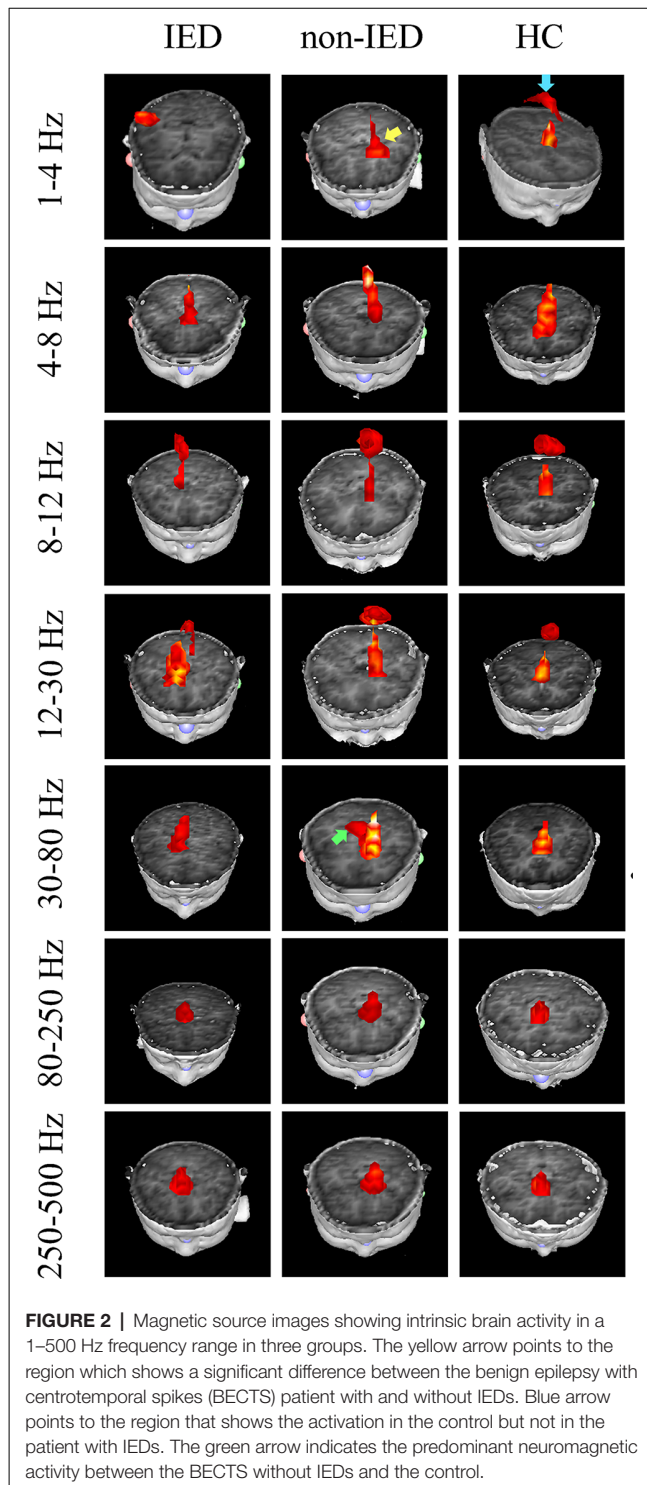 IED non-IED HC
1-4 Hz
4-8 Hz
8-12 Hz
12-30 Hz
30-80 Hz
80-250 Hz
250-500 Hz
FIGURE 2 | Magnetic source images showing intrinsic brain activity in a
1–500 Hz frequency range in three groups. The yellow arrow points to the
region which shows a significant difference between the benign epilepsy with
centrotemporal spikes (BECTS) patient with and without IEDs. Blue arrow
points to the region that shows the activation in the control but not in the
patient with IEDs. The green arrow indicates the predominant neuromagnetic
activity between the BECTS without IEDs and the control.